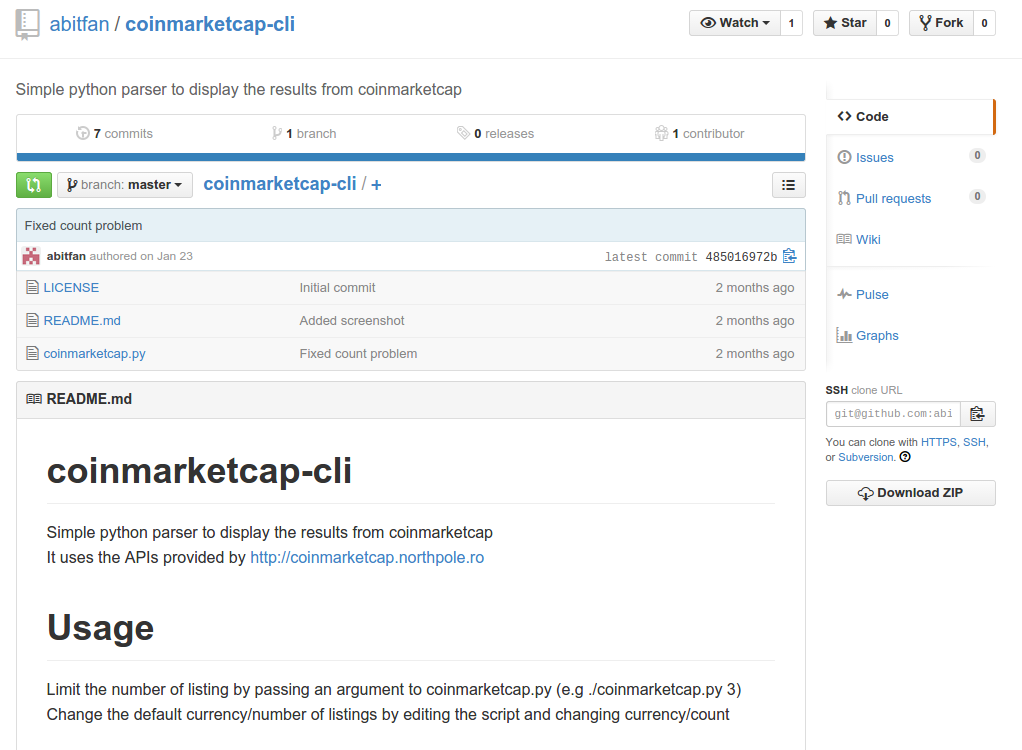 abitfan / coinmarketcap-cli
Watch 1 Star 0 Fork 0
Simple python parser to display the results from coinmarketcap
7 commits 1 branch 0 releases 1 contributor
branch: master coinmarketcap-cli / +
Fixed count problem
abitfan authored on Jan 23 latest commit 485016972b
LICENSE Initial commit 2 months ago
README.md Added screenshot 2 months ago
coinmarketcap.py Fixed count problem 2 months ago
README.md
coinmarketcap-cli
Simple python parser to display the results from coinmarketcap
It uses the APIs provided by http://coinmarketcap.northpole.ro
Usage
Limit the number of listing by passing an argument to coinmarketcap.py (e.g ./coinmarketcap.py 3)
Change the default currency/number of listings by editing the script and changing currency/count
Code
Issues 0
Pull requests 0
Wiki
Pulse
Graphs
SSH clone URL
git@github.com:abi
You can clone with HTTPS, SSH,
or Subversion.
Download ZIP